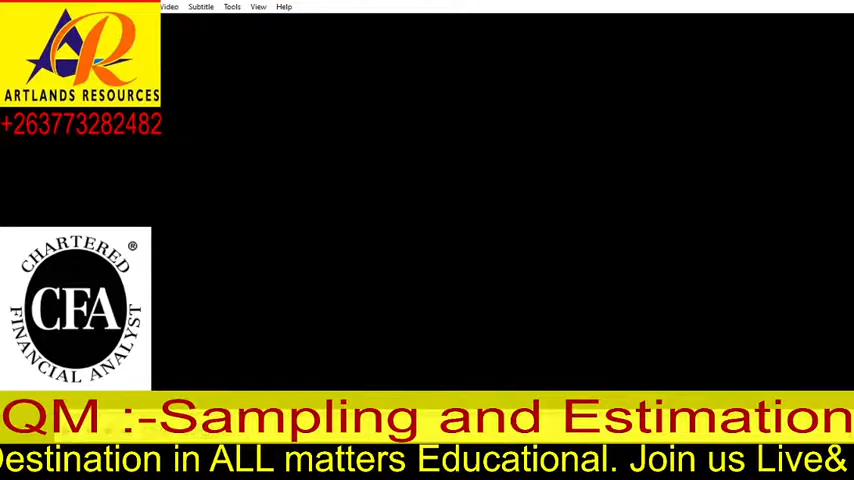 Video Subtitle Tools View Help
AR
ARTLANDS RESOURCES
+263773282482
CHARTERED ®
CFA
FINANCIAL ANALYST
QM :-Sampling and Estimation
Destination in ALL matters Educational. Join us Live&